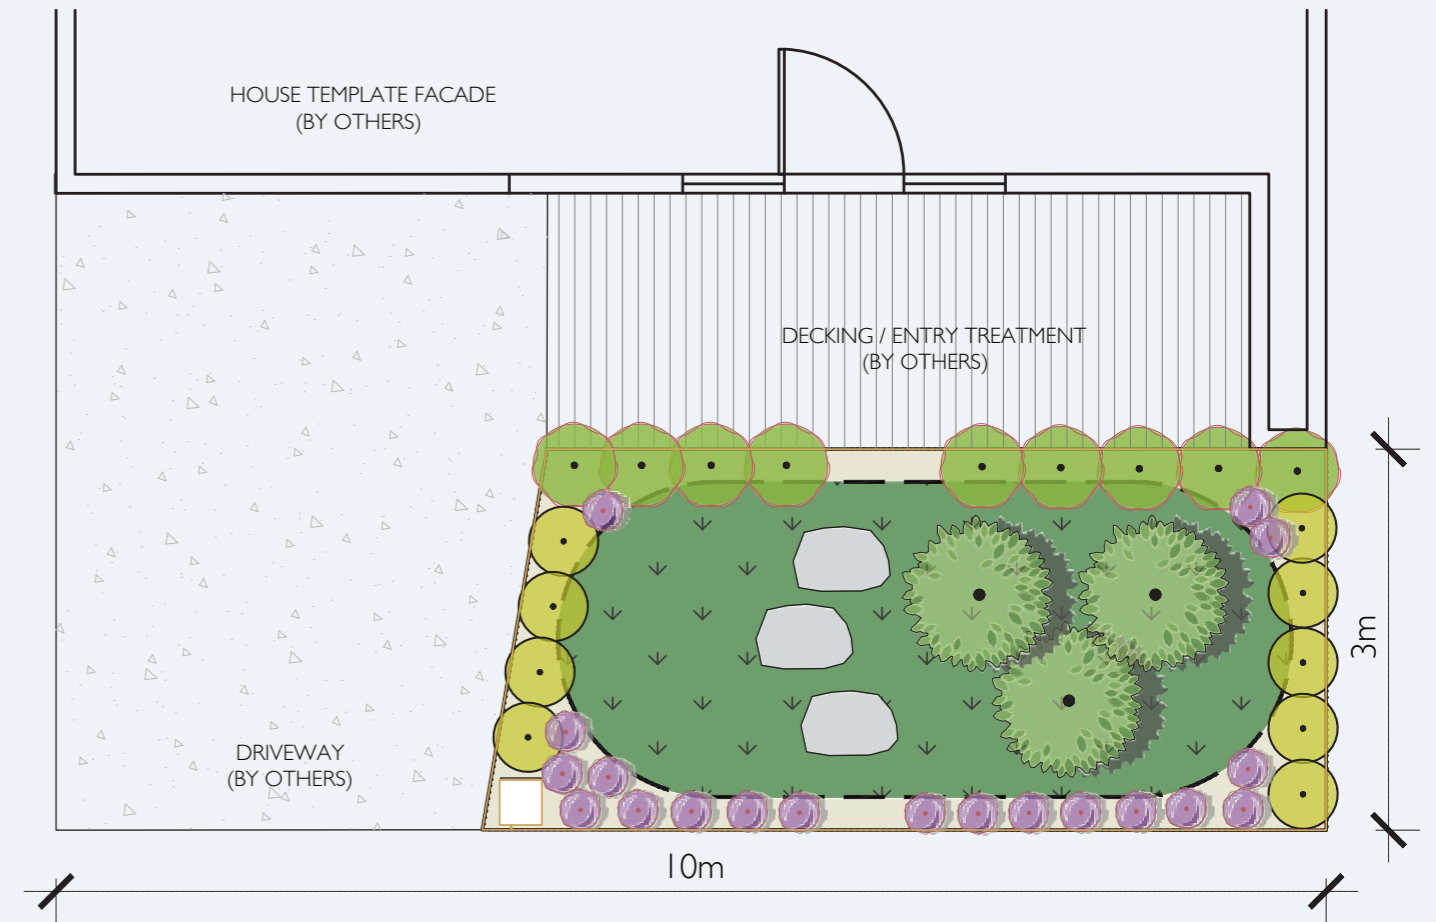 HOUSE TEMPLATE FACADE
(BY OTHERS)
DECKING / ENTRY TREATMENT
(BY OTHERS)
3m
DRIVEWAY
(BY OTHERS)
10m